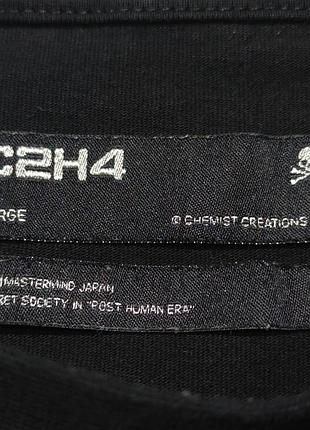 C2H4
RGE
© CHEMIST CREATIONS
MASTERMIND JAPAN
RET SOCIETY IN "POST HUMAN ERA"